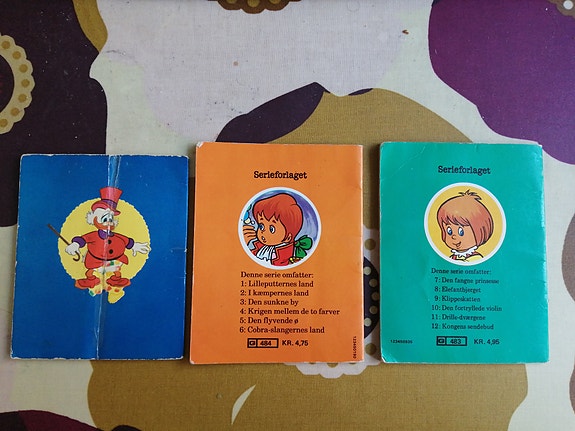 Serieforlaget
Denne serie omfatter:
1: Lilleputternes land
2: I kæmpernes land
3: Den sunkne by
4: Krigen mellem de to farver
5: Den flyvende ø
6: Cobra-slangernes land
G 484 KR. 4,75
Serieforlaget
Denne serie omfatter:
7: Den fangne prinsesse
8: Elefantbjerget
9: Klippeskatten
10: Den fortryllede violin
11: Drille-dværgene
12: Kongens sendebud
G 483 KR. 4,95